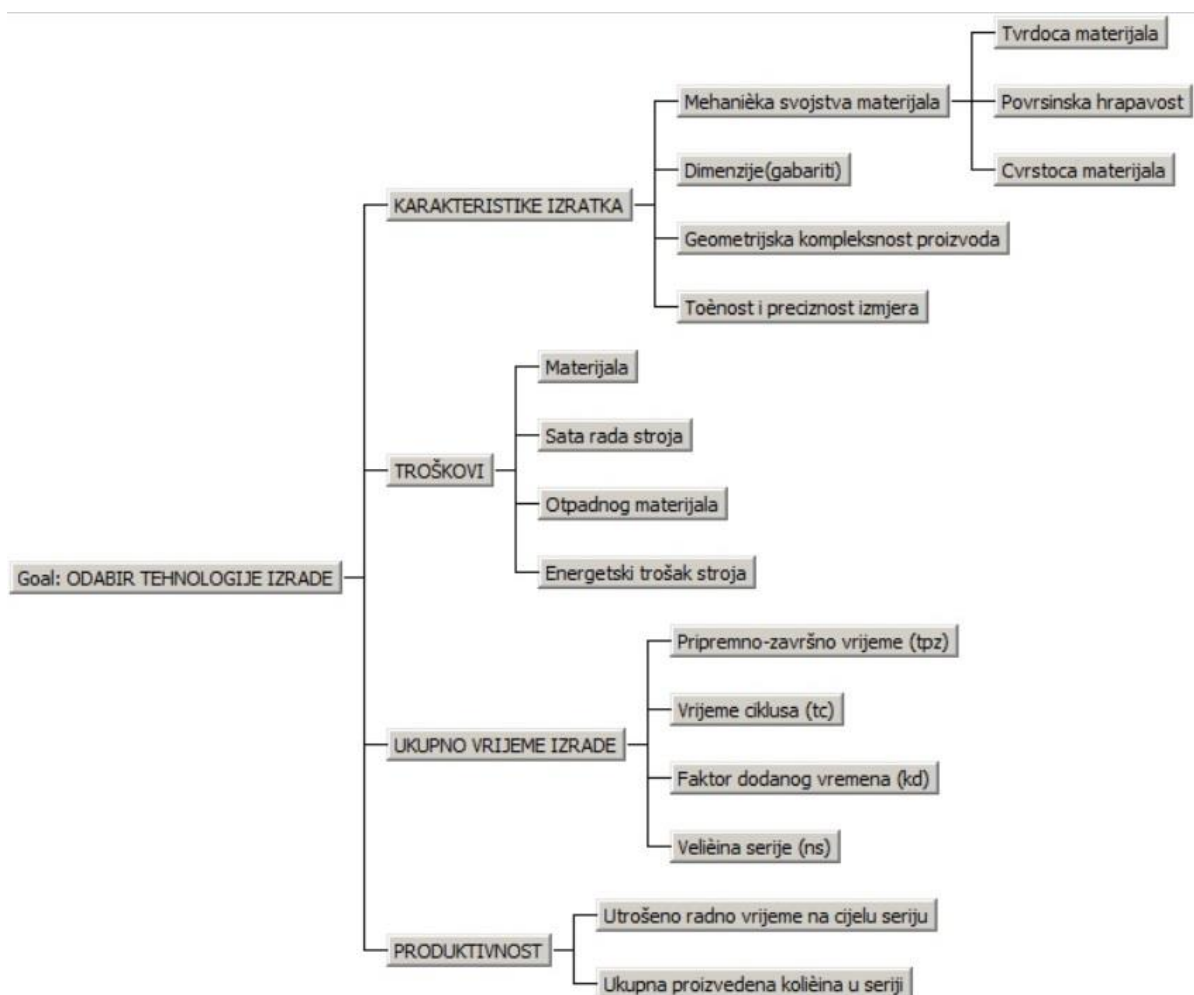 Tvrdoca materijala
Mehanièka svojstva materijala
Povrsinska hrapavost
Dimenzije(gabariti)
Cvrstoca materijala
KARAKTERISTIKE IZRATKA
Geometrijska kompleksnost proizvoda
Toènost i preciznost izmjera
Materijala
Sata rada stroja
TROŠKOVI
Otpadnog materijala
Energetski trošak stroja
Goal: ODABIR TEHNOLOGIJE IZRADE
Pripremno-završno vrijeme (tpz)
Vrijeme ciklusa (tc)
UKUPNO VRIJEME IZRADE
Faktor dodanog vremena (kd)
Velièina serije (ns)
Utrošeno radno vrijeme na cijelu seriju
PRODUKTIVNOST
Ukupna proizvedena kolièina u seriji